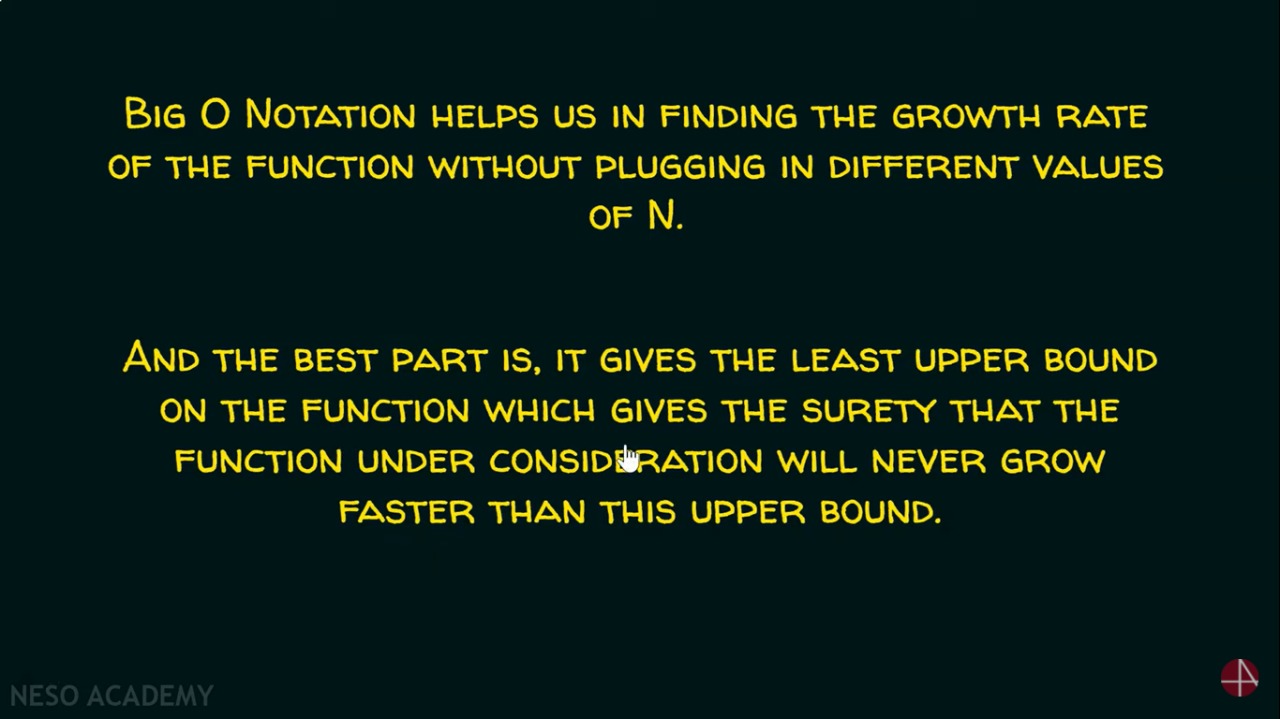 Big O Notation helps us in finding the growth rate
of the function without plugging in different values
of N.
And the best part is, it gives the least upper bound
on the function which gives the surety that the
function under consideration will never grow
faster than this upper bound.
NESO ACADEMY